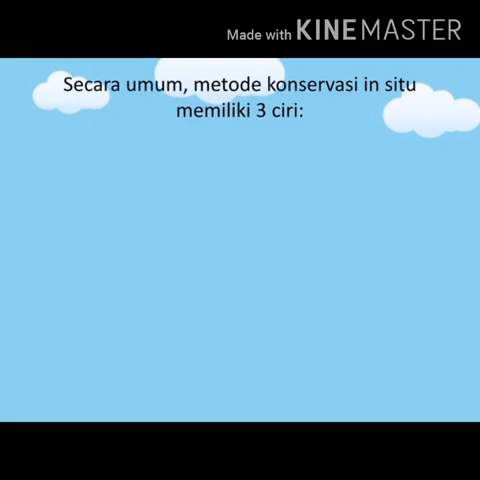 Made with KINEMASTER
Secara umum, metode konservasi in situ
memiliki 3 ciri: